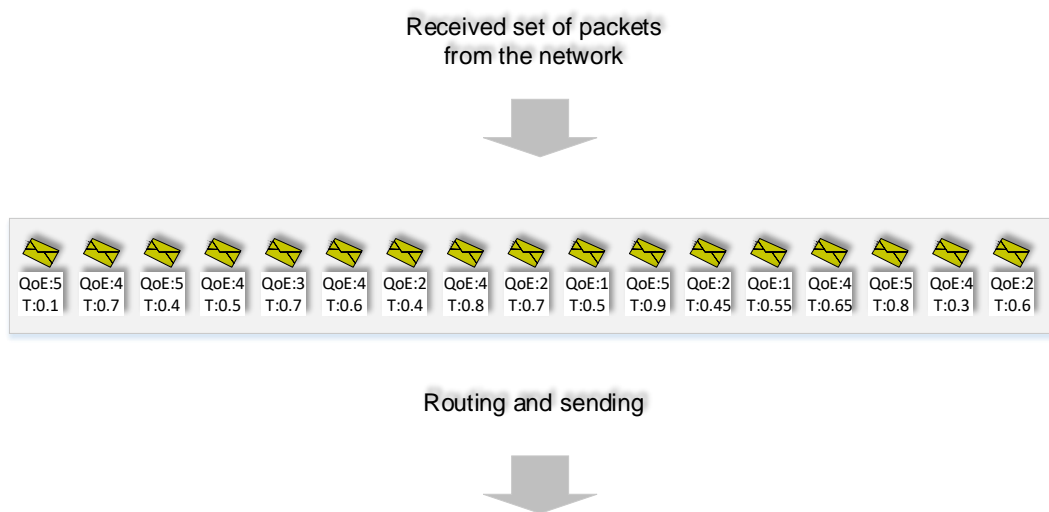 Received set of packets
from the network
QoE:5 QoE:4 QoE:5 QoE:4 QoE:3 QoE:4 QoE:2 QoE:4 QoE:2 QoE:1 QoE:5 QoE:2 QoE:1 QoE:4 QoE:5 QoE:4 QoE:2
T:0.1 T:0.7 T:0.4 T:0.5 T:0.7 T:0.6 T:0.4 T:0.8 T:0.7 T:0.5 T:0.9 T:0.45 T:0.55 T:0.65 T:0.8 T:0.3 T:0.6
Routing and sending